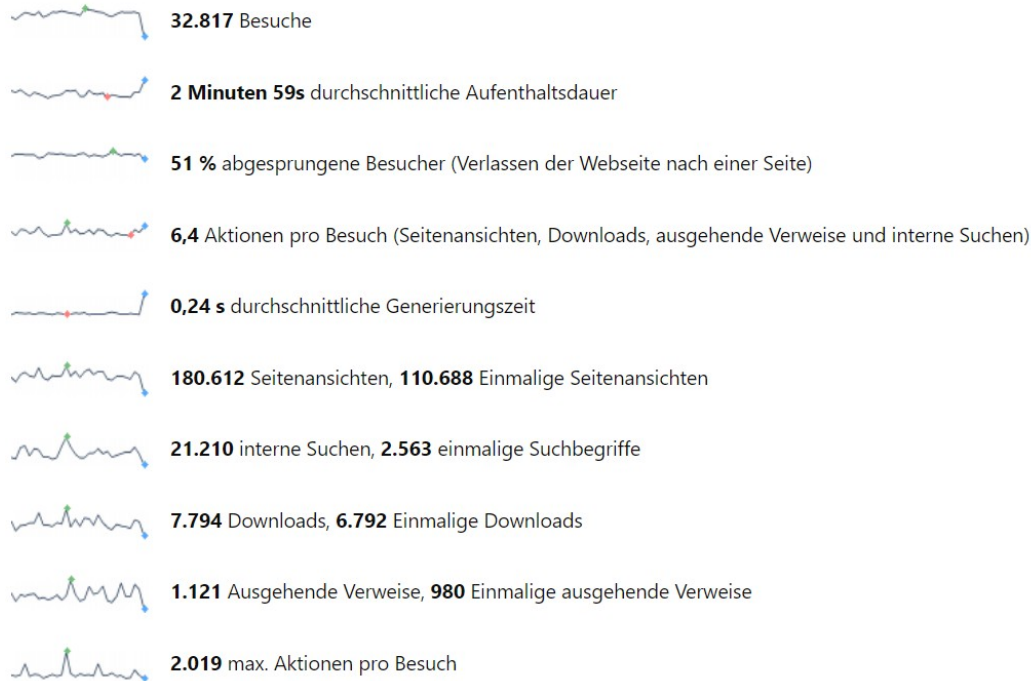 32.817 Besuche
2 Minuten 59s durchschnittliche Aufenthaltsdauer
51 % abgesprungene Besucher (Verlassen der Webseite nach einer Seite)
6,4 Aktionen pro Besuch (Seitenansichten, Downloads, ausgehende Verweise und interne Suchen)
0,24 s durchschnittliche Generierungszeit
180.612 Seitenansichten, 110.688 Einmalige Seitenansichten
21.210 interne Suchen, 2.563 einmalige Suchbegriffe
7.794 Downloads, 6.792 Einmalige Downloads
1.121 Ausgehende Verweise, 980 Einmalige ausgehende Verweise
2.019 max. Aktionen pro Besuch